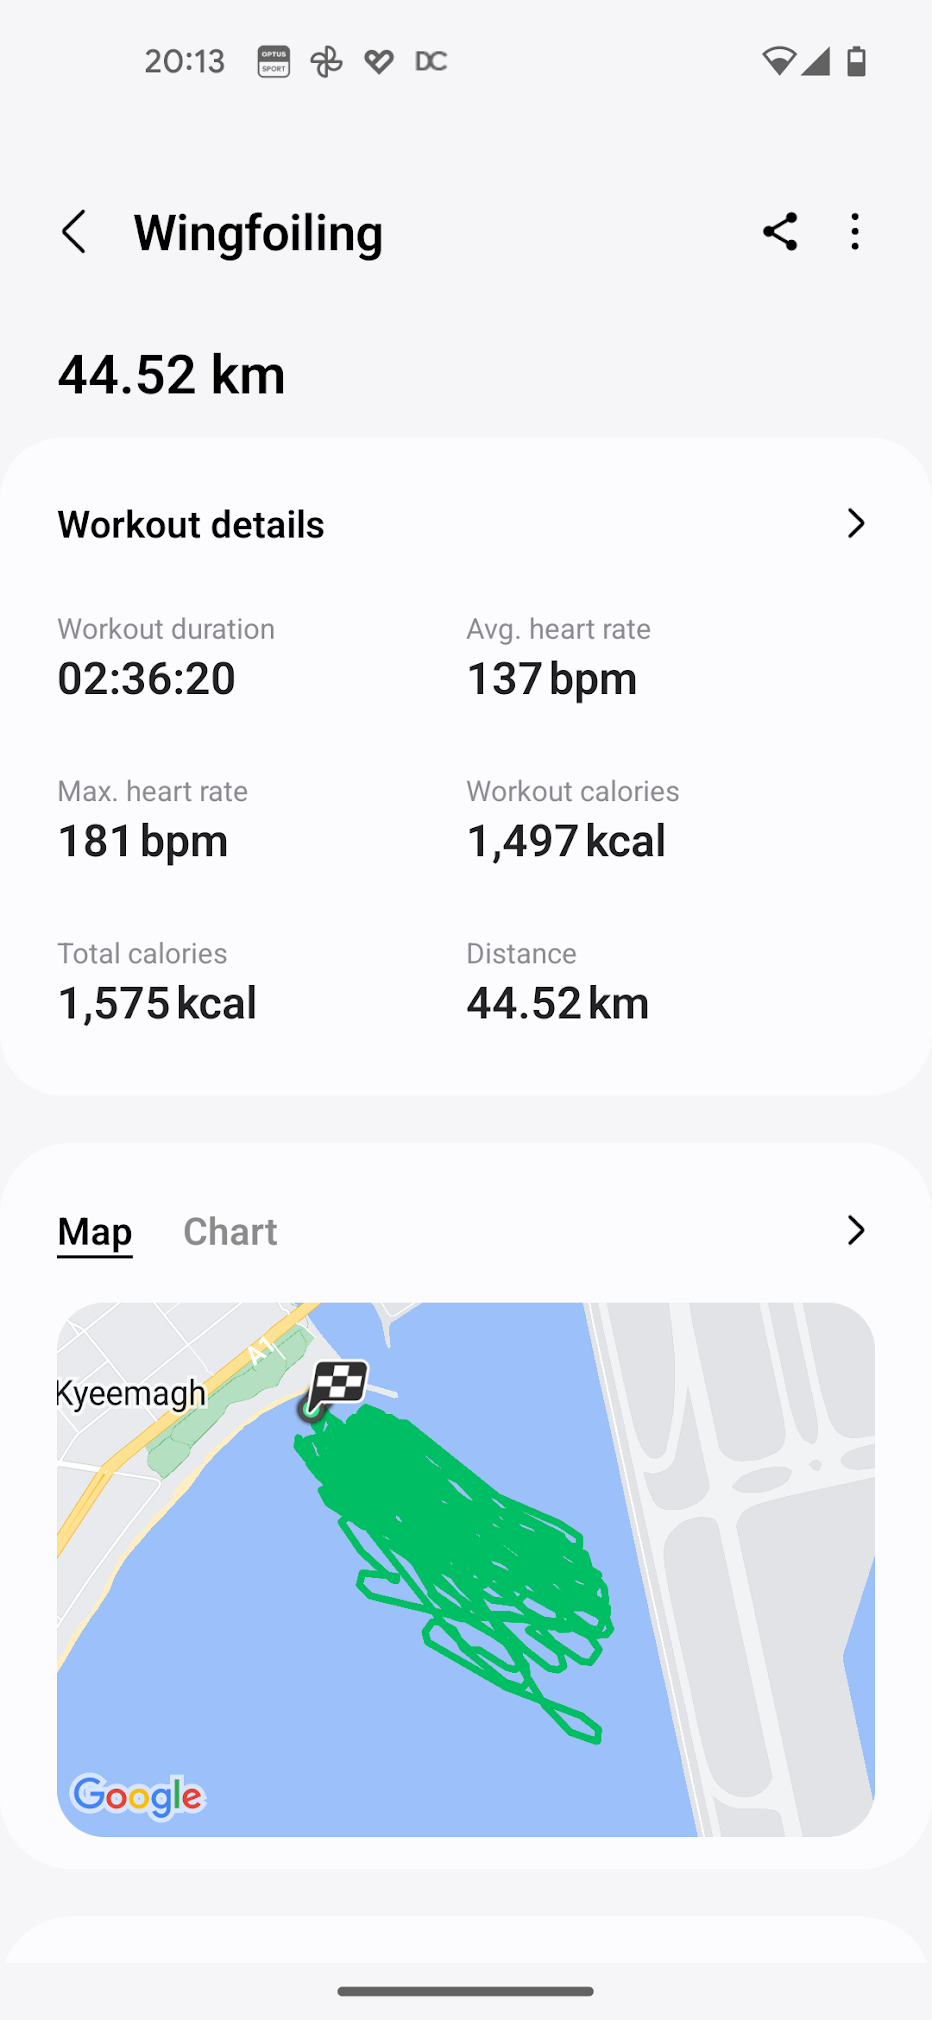 20:13 OPTUS SPORT DC
Wingfoiling
44.52 km
Workout details
Workout duration
02:36:20
Avg. heart rate
137 bpm
Max. heart rate
181 bpm
Workout calories
1,497 kcal
Total calories
1,575 kcal
Distance
44.52 km
Map Chart
A1
Kyeemagh
Google